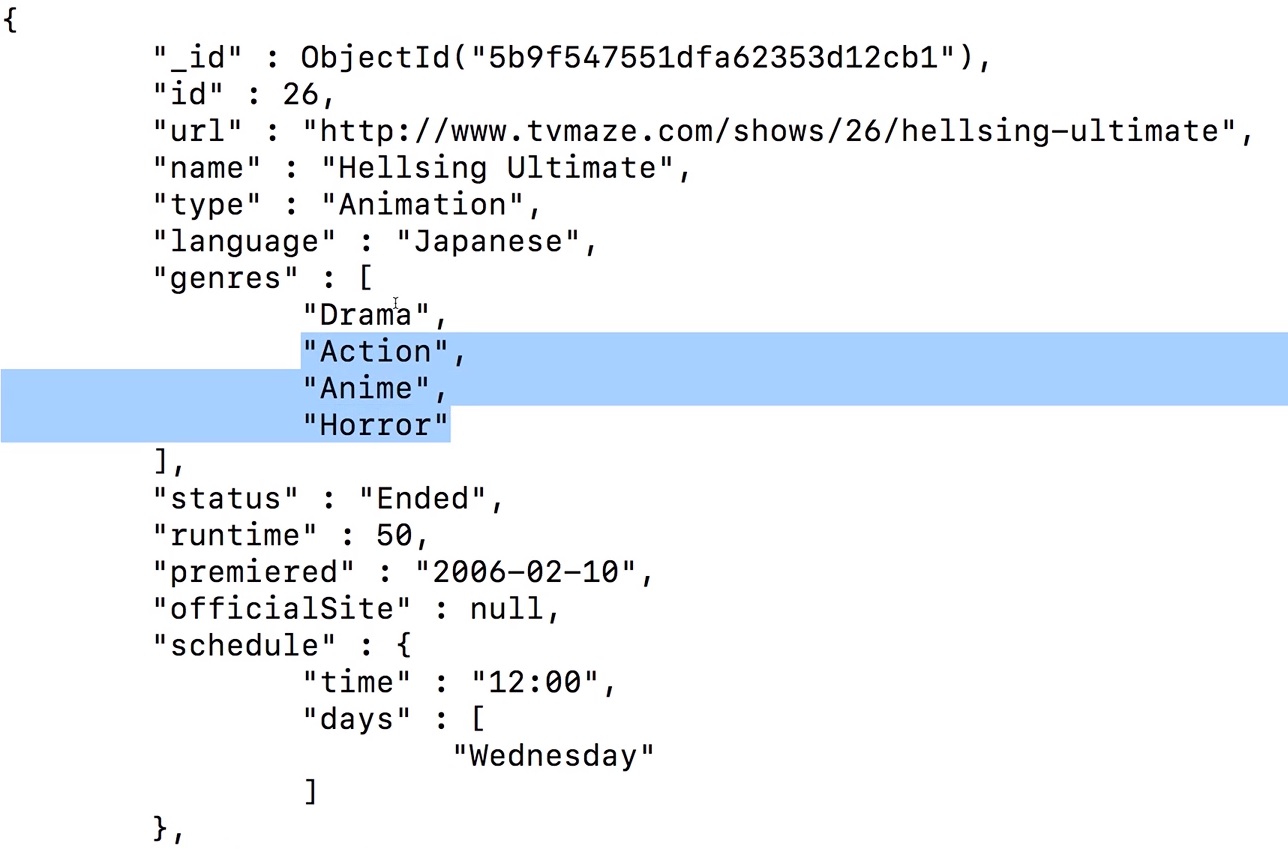 {
"_id" : ObjectId("5b9f547551dfa62353d12cb1"),
"id" : 26,
"url" : "http://www.tvmaze.com/shows/26/hellsing-ultimate",
"name" : "Hellsing Ultimate",
"type" : "Animation",
"language" : "Japanese",
"genres" : [
"Drama",
"Action",
"Anime",
"Horror"
],
"status" : "Ended",
"runtime" : 50,
"premiered" : "2006-02-10",
"officialSite" : null,
"schedule" : {
"time" : "12:00",
"days" : [
"Wednesday"
]
},